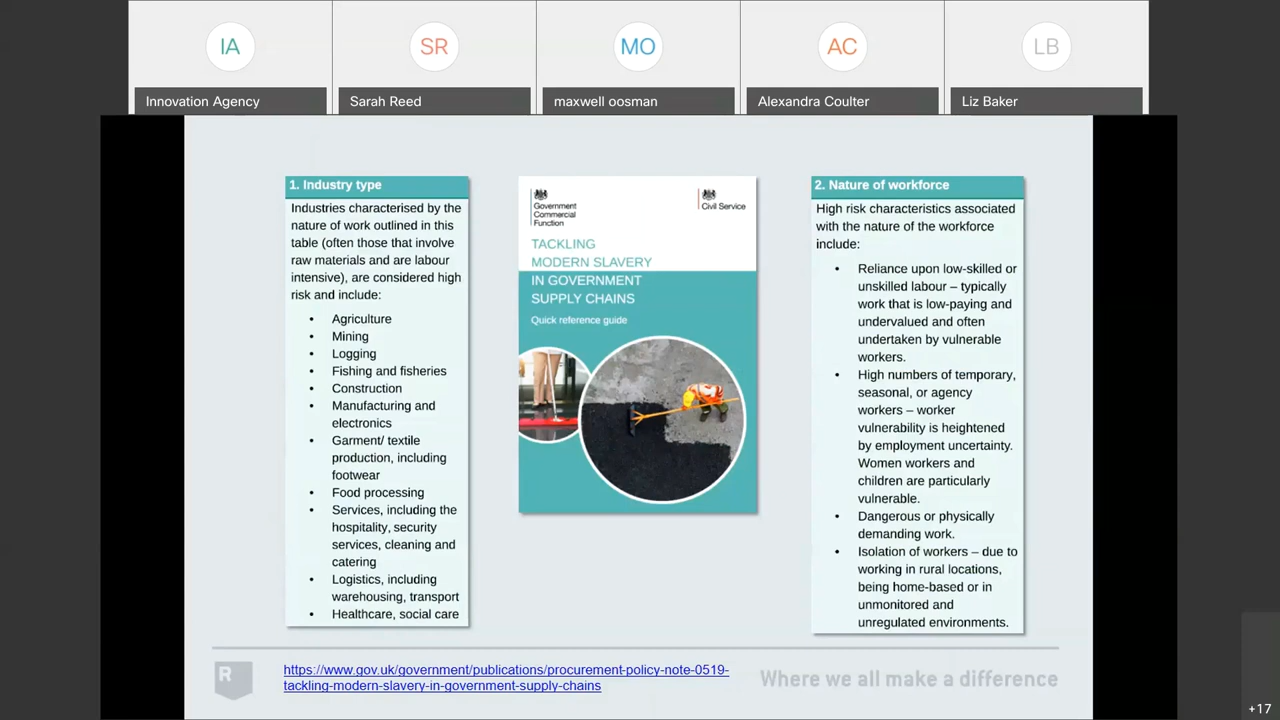 IA
SR
MO
AC
LB
Innovation Agency
Sarah Reed
maxwell oosman
Alexandra Coulter
Liz Baker
1. Industry type
Industries characterised by the
nature of work outlined in this
table (often those that involve
raw materials and are labour
intensive), are considered high
risk and include:
• Agriculture
• Mining
• Logging
• Fishing and fisheries
• Construction
• Manufacturing and
electronics
• Garment/ textile
production, including
footwear
• Food processing
• Services, including the
hospitality, security
services, cleaning and
catering
• Logistics, including
warehousing, transport
• Healthcare, social care
Government
Commercial
Function
Civil Service
TACKLING
MODERN SLAVERY
IN GOVERNMENT
SUPPLY CHAINS
Quick reference guide
2. Nature of workforce
High risk characteristics associated
with the nature of the workforce
include:
• Reliance upon low-skilled or
unskilled labour – typically
work that is low-paying and
undervalued and often
undertaken by vulnerable
workers.
• High numbers of temporary,
seasonal, or agency
workers – worker
vulnerability is heightened
by employment uncertainty.
Women workers and
children are particularly
vulnerable.
• Dangerous or physically
demanding work.
• Isolation of workers – due to
working in rural locations,
being home-based or in
unmonitored and
unregulated environments.
R
https://www.gov.uk/government/publications/procurement-policy-note-0519-
tackling-modern-slavery-in-government-supply-chains
Where we all make a difference
+17